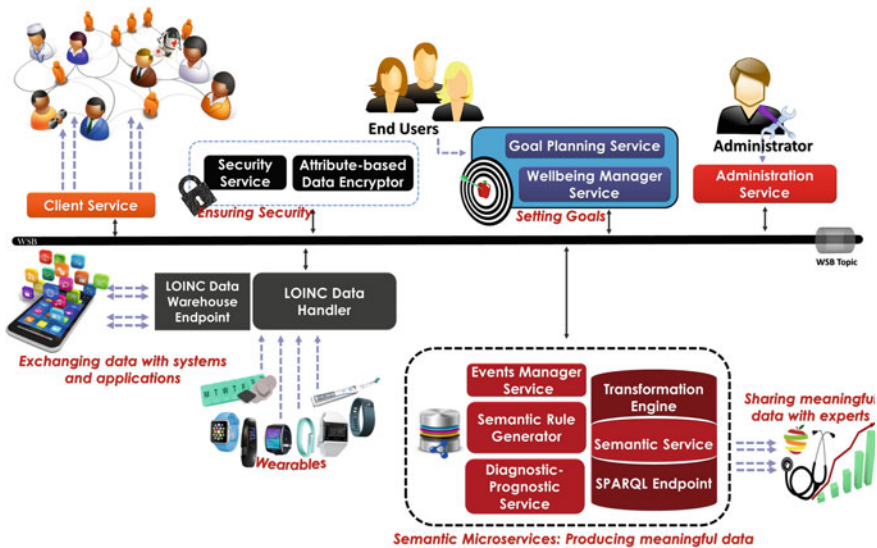 End Users
Administrator
Security
Service
Attribute-based
Data Encryptor
Ensuring Security
Goal Planning Service
Wellbeing Manager
Service
Setting Goals
Administration
Service
Client Service
WSB
WSB Topic
LOINC Data
Warehouse
Endpoint
LOINC Data
Handler
Exchanging data with systems
and applications
M T W T F
Wearables
Events Manager
Service
Semantic Rule
Generator
Diagnostic-
Prognostic
Service
Transformation
Engine
Semantic Service
SPARQL Endpoint
Sharing meaningful
data with experts
Semantic Microservices: Producing meaningful data